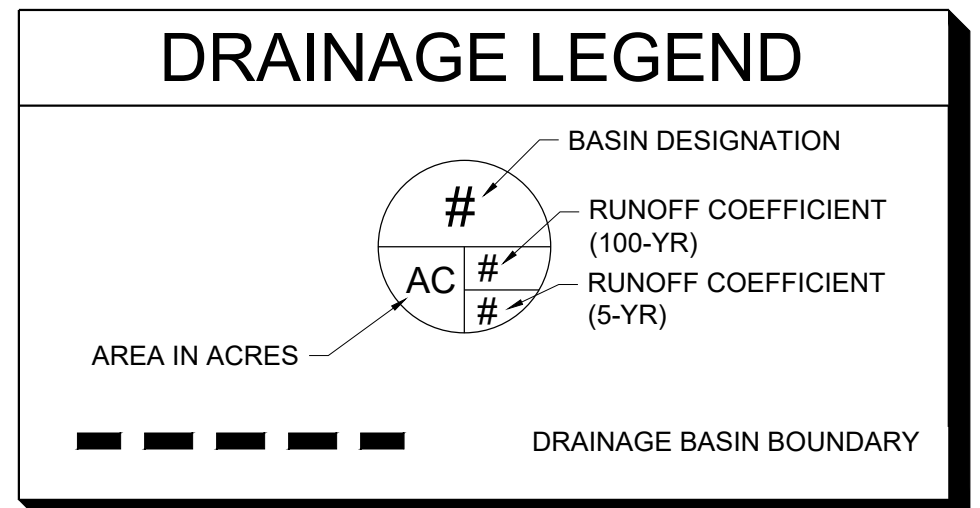 DRAINAGE LEGEND
BASIN DESIGNATION
#
RUNOFF COEFFICIENT
(100-YR)
AC
#
RUNOFF COEFFICIENT
(5-YR)
#
AREA IN ACRES
DRAINAGE BASIN BOUNDARY